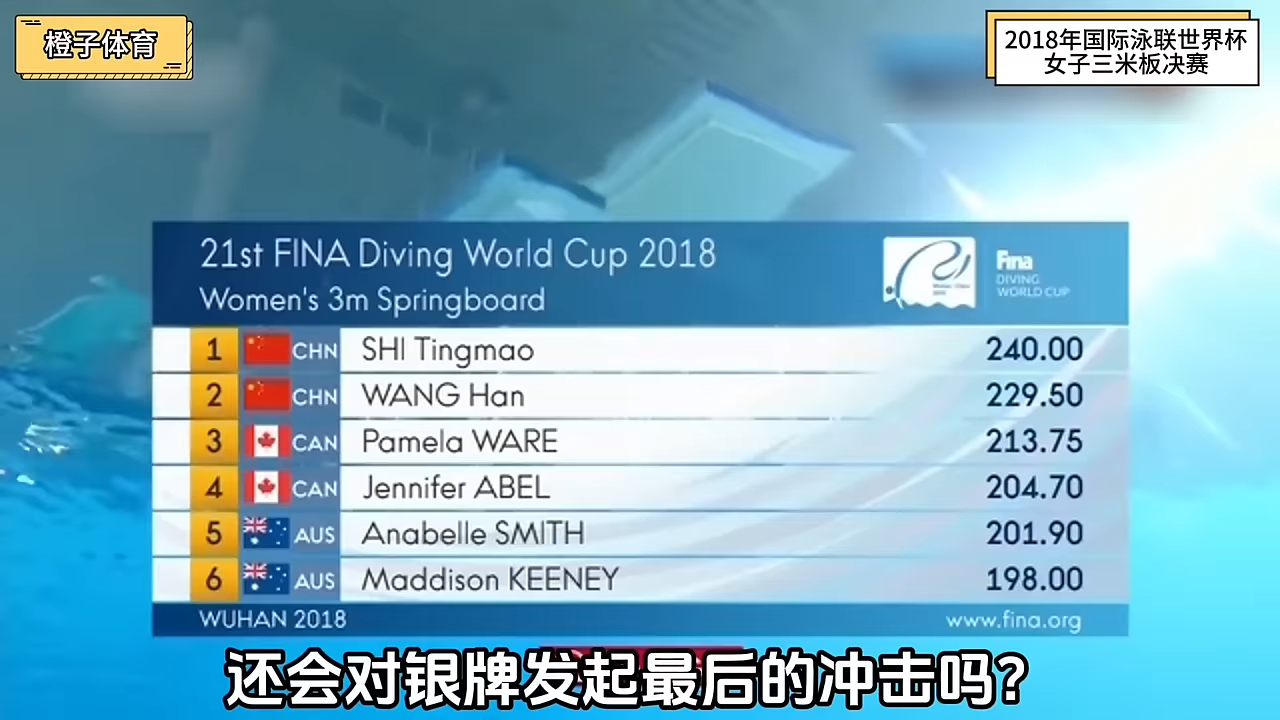 橙子体育
2018年国际泳联世界杯
女子三米板决赛
21st FINA Diving World Cup 2018
Women's 3m Springboard
Fina
DIVING
WORLD CUP
1 CHN SHI Tingmao 240.00
2 CHN WANG Han 229.50
3 CAN Pamela WARE 213.75
4 CAN Jennifer ABEL 204.70
5 AUS Anabelle SMITH 201.90
6 AUS Maddison KEENEY 198.00
WUHAN 2018 www.fina.org
还会对银牌发起最后的冲击吗?